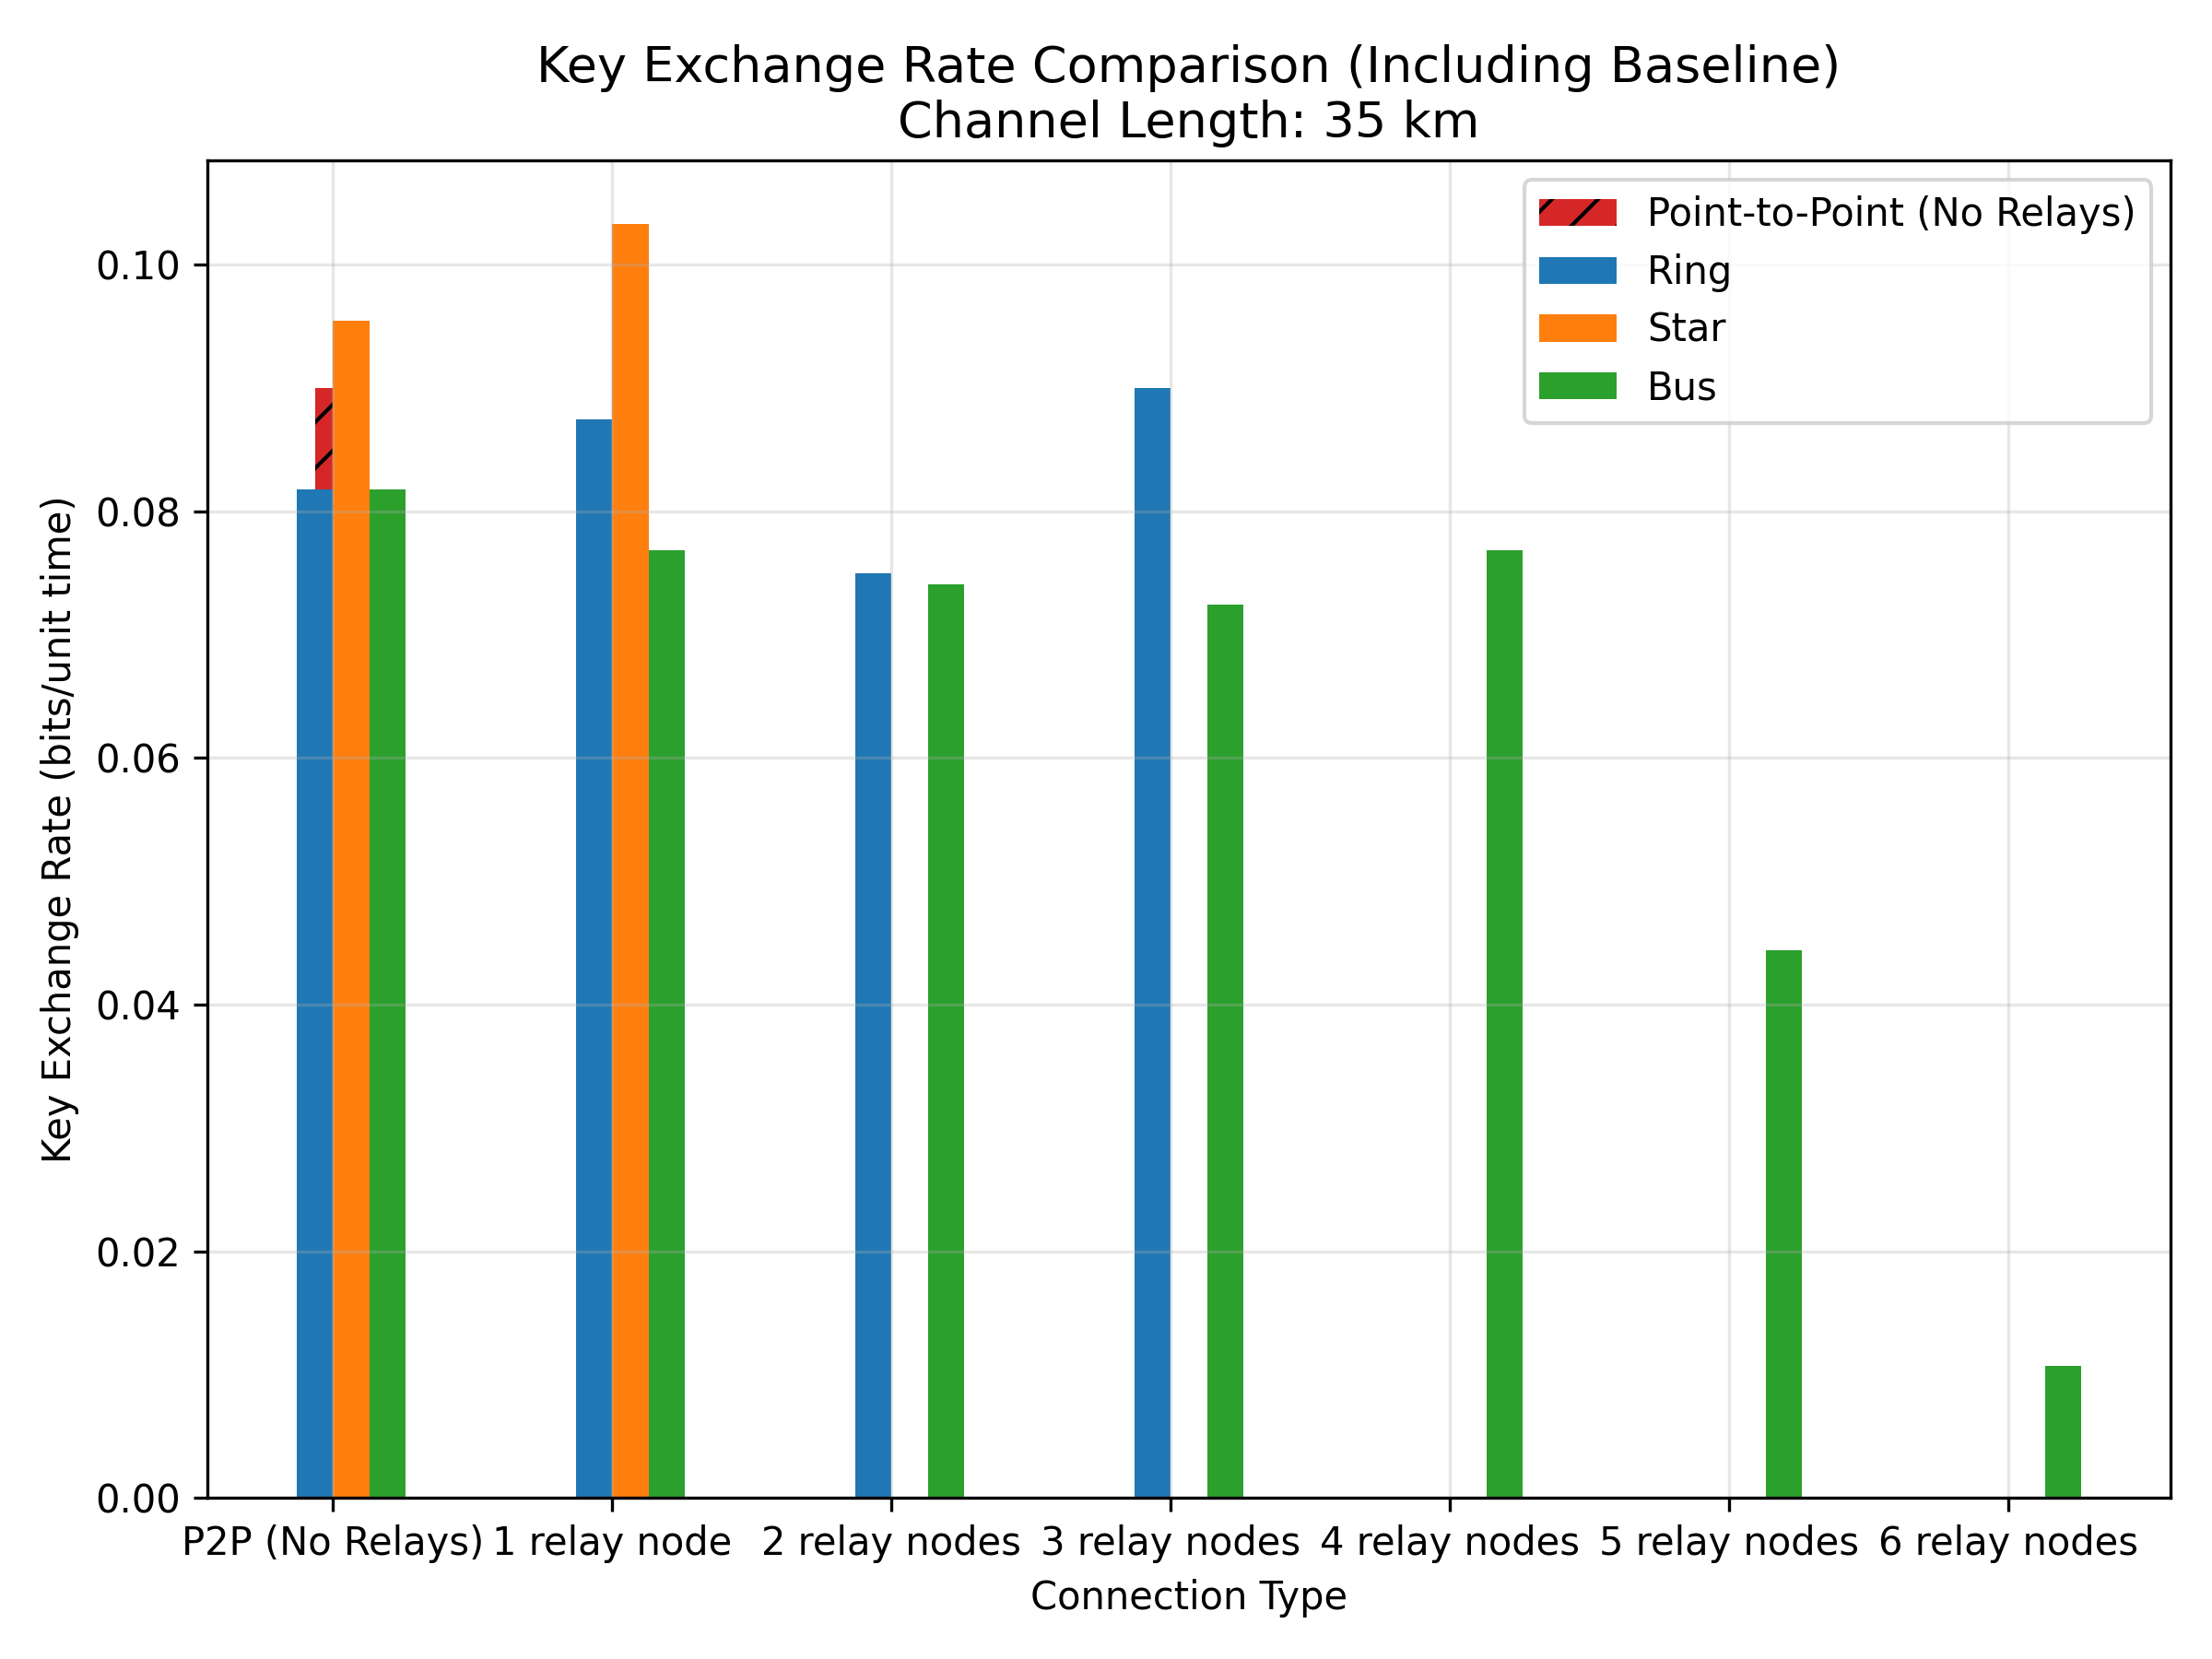 Key Exchange Rate Comparison (Including Baseline)
Channel Length: 35 km
Point-to-Point (No Relays)
Ring
Star
Bus
Key Exchange Rate (bits/unit time)
0.10
0.08
0.06
0.04
0.02
0.00
P2P (No Relays) 1 relay node 2 relay nodes 3 relay nodes 4 relay nodes 5 relay nodes 6 relay nodes
Connection Type